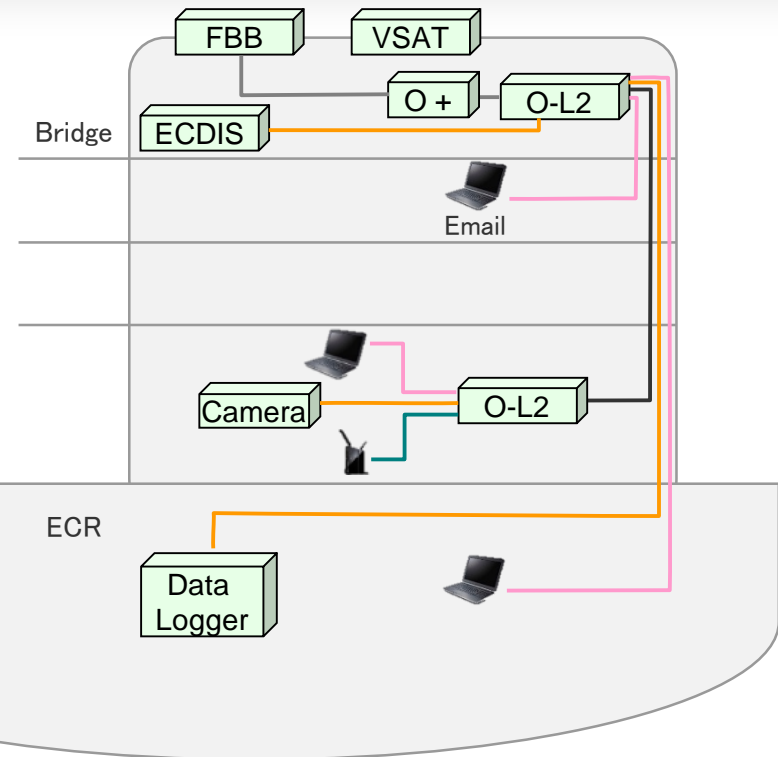 FBB
VSAT
O +
O-L2
Bridge
ECDIS
Email
Camera
O-L2
ECR
Data
Logger